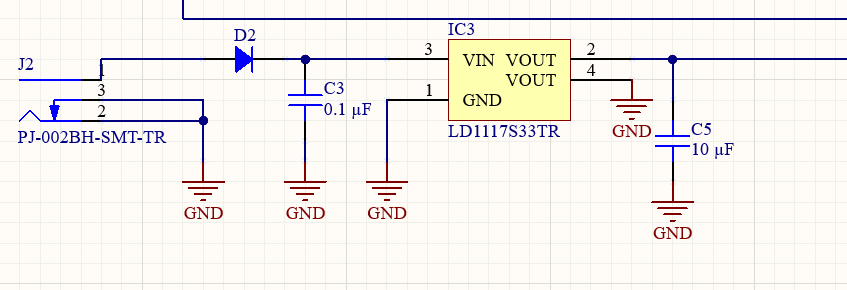 D2
IC3
J2
1
3
VIN
VOUT
2
VOUT
4
3
C3
0.1 µF
1
GND
2
PJ-002BH-SMT-TR
LD1117S33TR
GND
C5
10 µF
GND
GND
GND
GND